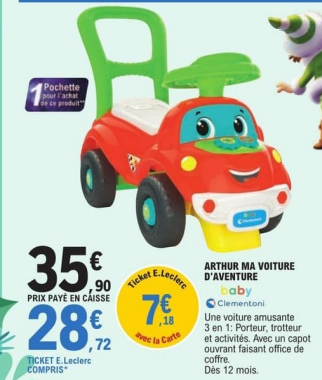 1 Pochette
pour l'achat
de ce produit**
35€,90
PRIX PAYÉ EN CAISSE
28€,72
TICKET E.Leclerc
COMPRIS*
Ticket E.Leclerc
7€,18
avec la Carte
ARTHUR MA VOITURE
D'AVENTURE
baby
Clementoni
Une voiture amusante
3 en 1: Porteur, trotteur
et activités. Avec un capot
ouvrant faisant office de
coffre.
Dès 12 mois.